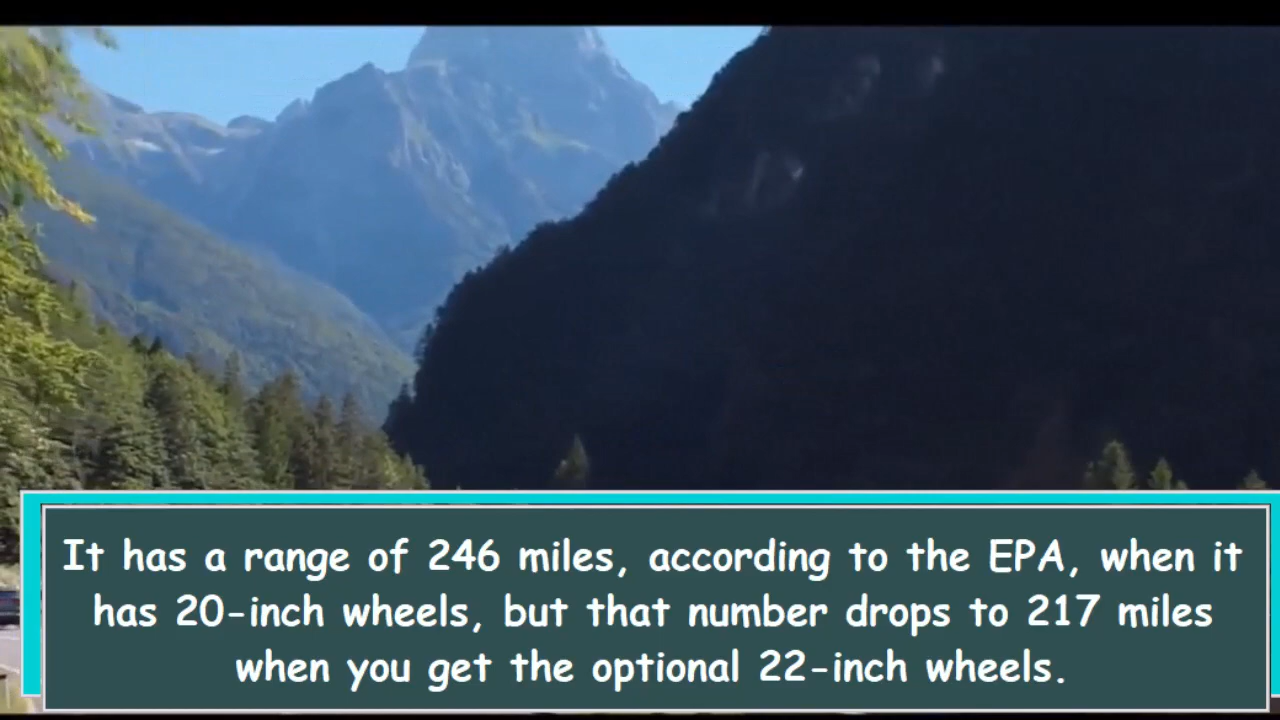 It has a range of 246 miles, according to the EPA, when it
has 20-inch wheels, but that number drops to 217 miles
when you get the optional 22-inch wheels.